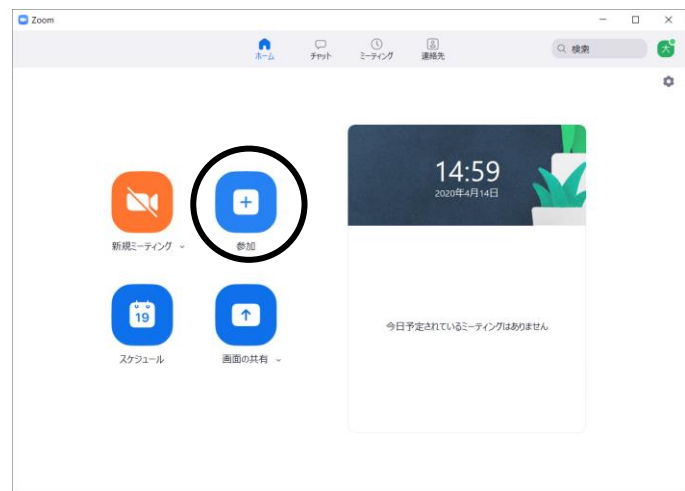 Zoom
ホーム
チャット
ミーティング
連絡先
検索
大
14:59
2020年4月14日
新規ミーティング
参加
19
スケジュール
画面の共有
今日予定されているミーティングはありません